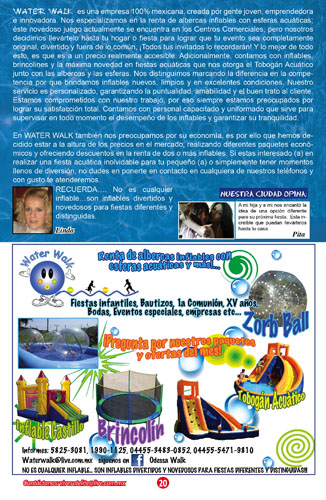 WATER WALK es una empresa 100% mexicana, creada por gente joven, emprendedora
e innovadora. Nos especializamos en la renta de albercas inflables con esferas acuáticas;
éste novedoso juego actualmente se encuentra en los Centros Comerciales, pero nosotros
decidimos llevártelo hasta tu hogar o fiesta para lograr que tu evento sea completamente
original, divertido y fuera de lo común. ¡Todos tus invitados lo recordarán! Y lo mejor de todo
esto, es que es a un precio realmente accesible. Adicionalmente, contamos con inflables,
brincolines y la máxima novedad en fiestas acuáticas que nos otorga el Tobogán Acuático
junto con las albercas y las esferas. Nos distinguimos marcando la diferencia en la com-
petencia por que brindamos inflables nuevos, limpios y en excelentes condiciones. Nuestro
servicio es personalizado, garantizando la puntualidad, amabilidad y el buen trato al cliente.
Estamos comprometidos con nuestro trabajo, por eso siempre estamos preocupados por
lograr su satisfacción total. Contamos con personal capacitado y uniformado que sirve para
supervisar en todo momento el desempeño de los inflables y garantizar su tranquilidad.
En WATER WALK también nos preocupamos por su economía, es por ello que hemos de-
cidido estar a la altura de los precios en el mercado, realizando diferentes paquetes econó-
micos y ofreciendo descuentos en la renta de dos o más inflables. Si estas interesado (a) en
realizar una fiesta acuática inolvidable para tu pequeño (a) o simplemente tener momentos
llenos de diversión, no dudes en ponerte en contacto en cualquiera de nuestros teléfonos y
con gusto te atenderemos.
RECUERDA.... No es cualquier
inflable...son inflables divertidos y
novedosos para fiestas diferentes y
distinguidas.
Linda
NUESTRA CIUDAD OPINA:
A mi hija y a mi nos encantó la
idea de una opción diferente
para su próxima fiesta. Esta in-
creíble que puedan llevárnoslo
hasta tu casa
Pita
Water Walk
Renta de albercas inflables con
esferas acuáticas y más!...
Fiestas infantiles, Bautizos, 1a Comunión, XV años,
Bodas, Eventos especiales, empresas etc...
Zorb Ball
¡Pregunta por nuestros paquetes
y ofertas del mes!
Inflable Castillo
Brincolín
Tobogán Acuático
Informes: 5825-3081, 1990-1125, 04455-3483-0852, 04455-5471-9810
Waterwalk@live.com.mx siguenos en f Odessa Walk
NO ES CUALQUIER INFLABLE... SON INFLABLES DIVERTIDOS Y NOVEDOSOS PARA FIESTAS DIFERENTES Y DISTINGUIDAS!!
20